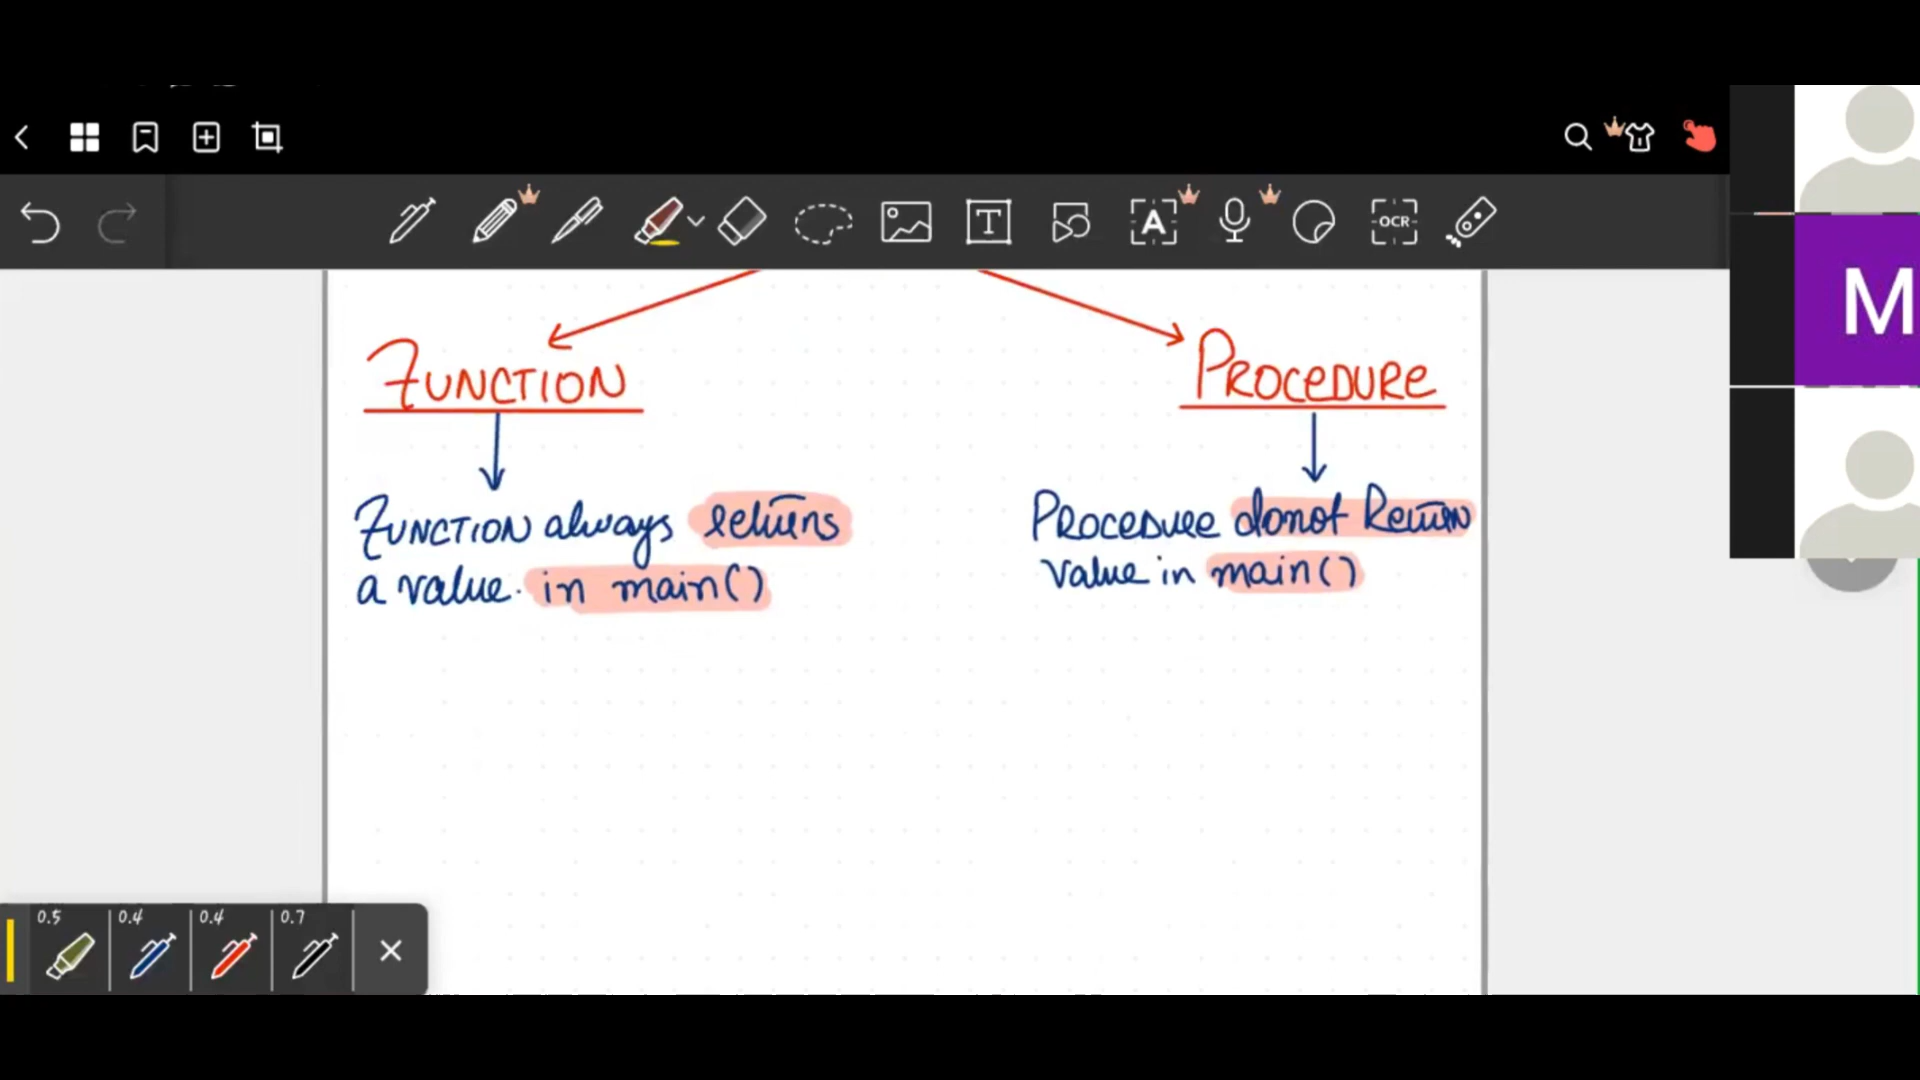 M
T
A
OCR
FUNCTION
PROCEDURE
FUNCTION always returns
a value. in main()
PROCEDURE donot Return
value in main()
0.5 0.4 0.4 0.7